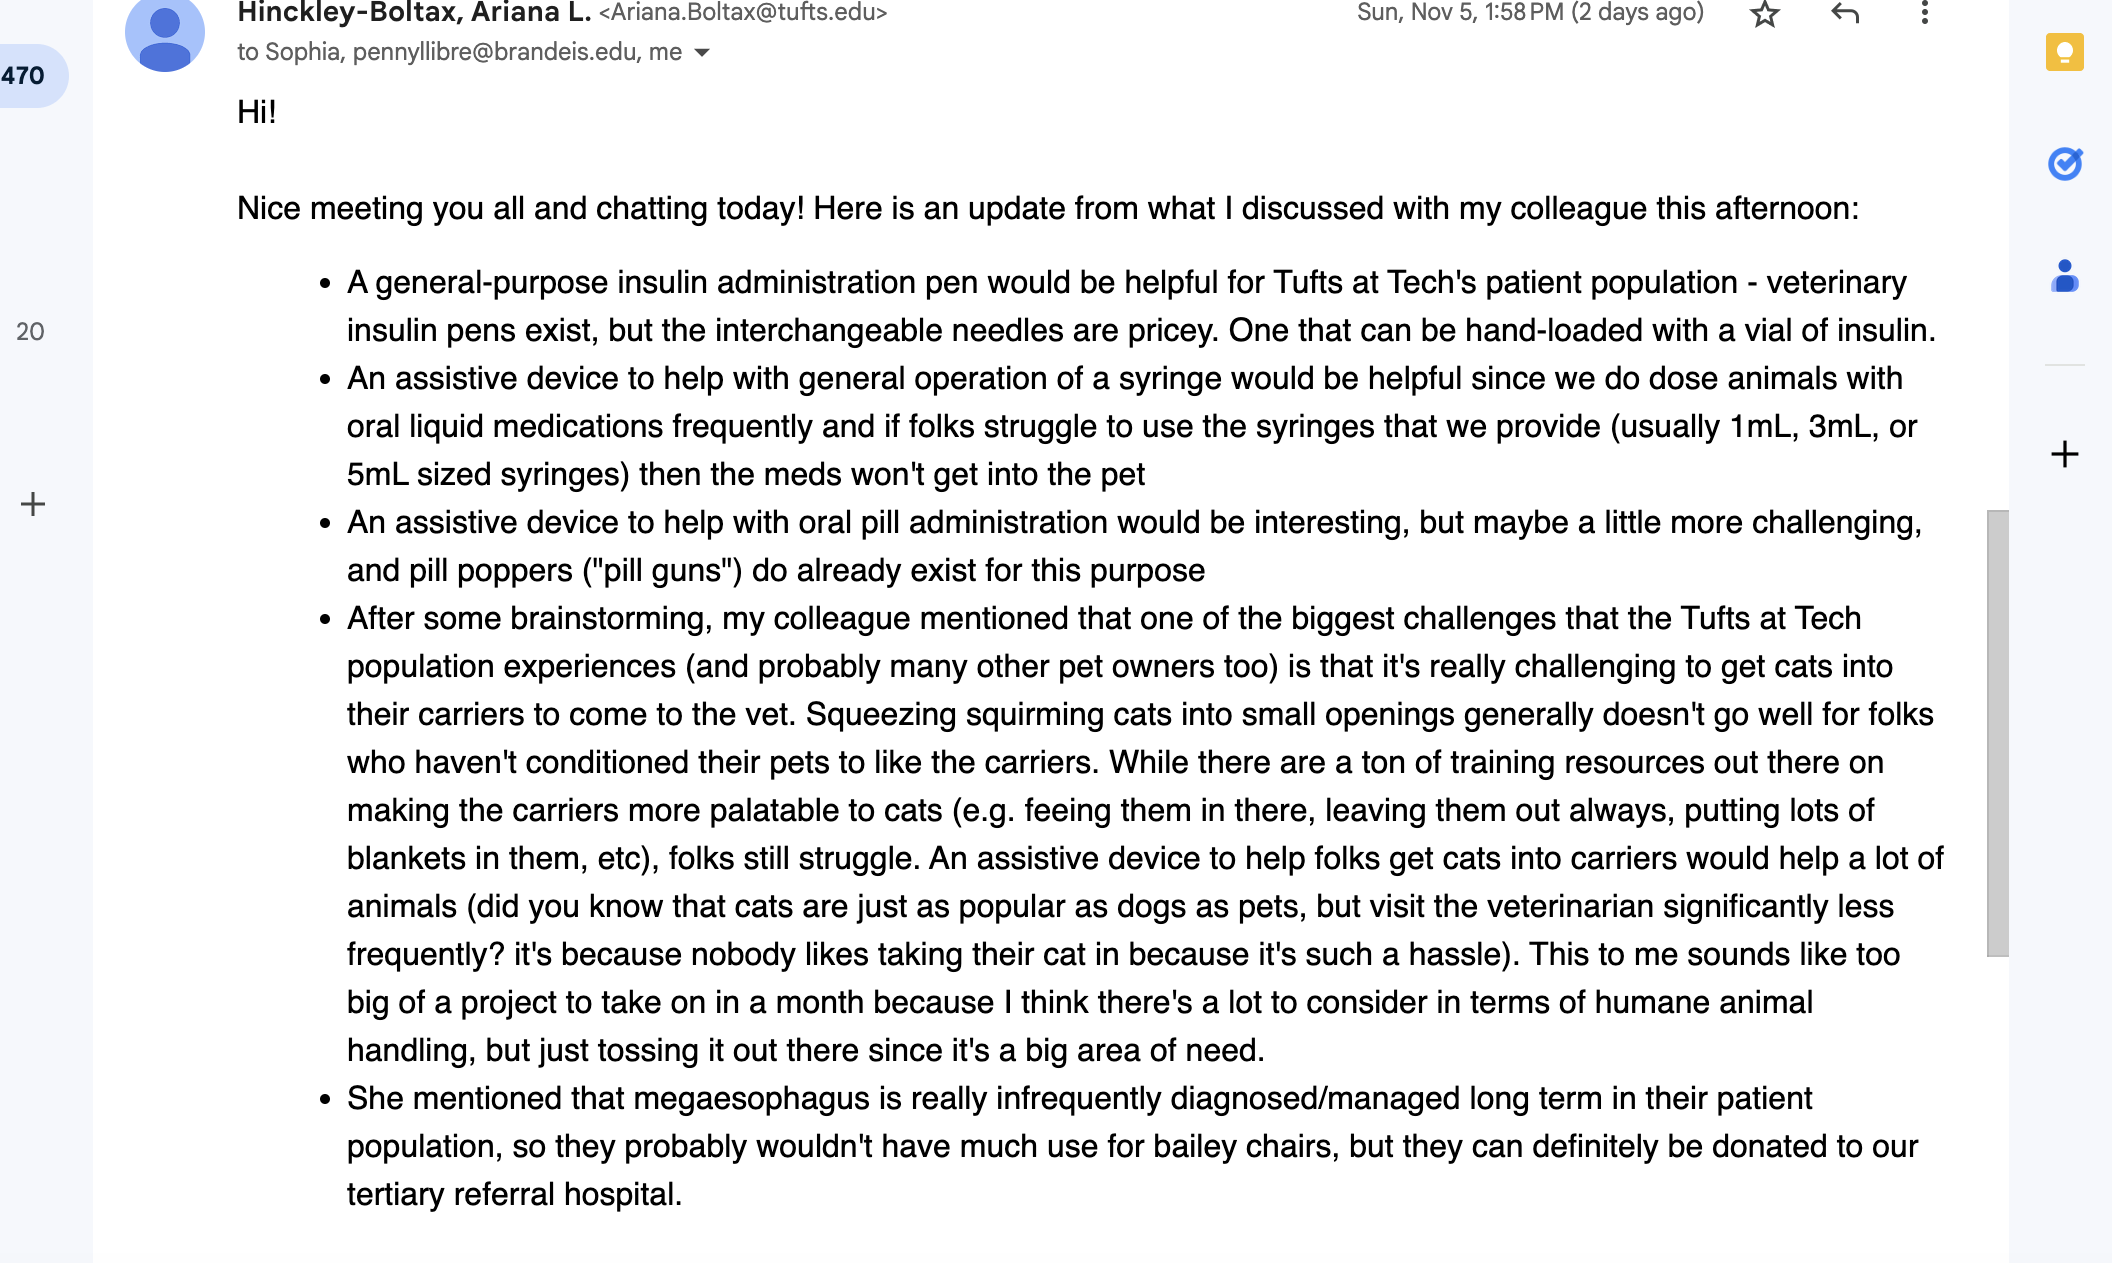 Hinckley-Boltax, Ariana L. <Ariana.Boltax@tufts.edu>
Sun, Nov 5, 1:58 PM (2 days ago)
to Sophia, pennyllibre@brandeis.edu, me
470
Hi!
Nice meeting you all and chatting today! Here is an update from what I discussed with my colleague this afternoon:
• A general-purpose insulin administration pen would be helpful for Tufts at Tech's patient population - veterinary
insulin pens exist, but the interchangeable needles are pricey. One that can be hand-loaded with a vial of insulin.
20
• An assistive device to help with general operation of a syringe would be helpful since we do dose animals with
oral liquid medications frequently and if folks struggle to use the syringes that we provide (usually 1mL, 3mL, or
5mL sized syringes) then the meds won't get into the pet
• An assistive device to help with oral pill administration would be interesting, but maybe a little more challenging,
and pill poppers ("pill guns") do already exist for this purpose
• After some brainstorming, my colleague mentioned that one of the biggest challenges that the Tufts at Tech
population experiences (and probably many other pet owners too) is that it's really challenging to get cats into
their carriers to come to the vet. Squeezing squirming cats into small openings generally doesn't go well for folks
who haven't conditioned their pets to like the carriers. While there are a ton of training resources out there on
making the carriers more palatable to cats (e.g. feeing them in there, leaving them out always, putting lots of
blankets in them, etc), folks still struggle. An assistive device to help folks get cats into carriers would help a lot of
animals (did you know that cats are just as popular as dogs as pets, but visit the veterinarian significantly less
frequently? it's because nobody likes taking their cat in because it's such a hassle). This to me sounds like too
big of a project to take on in a month because I think there's a lot to consider in terms of humane animal
handling, but just tossing it out there since it's a big area of need.
• She mentioned that megaesophagus is really infrequently diagnosed/managed long term in their patient
population, so they probably wouldn't have much use for bailey chairs, but they can definitely be donated to our
tertiary referral hospital.